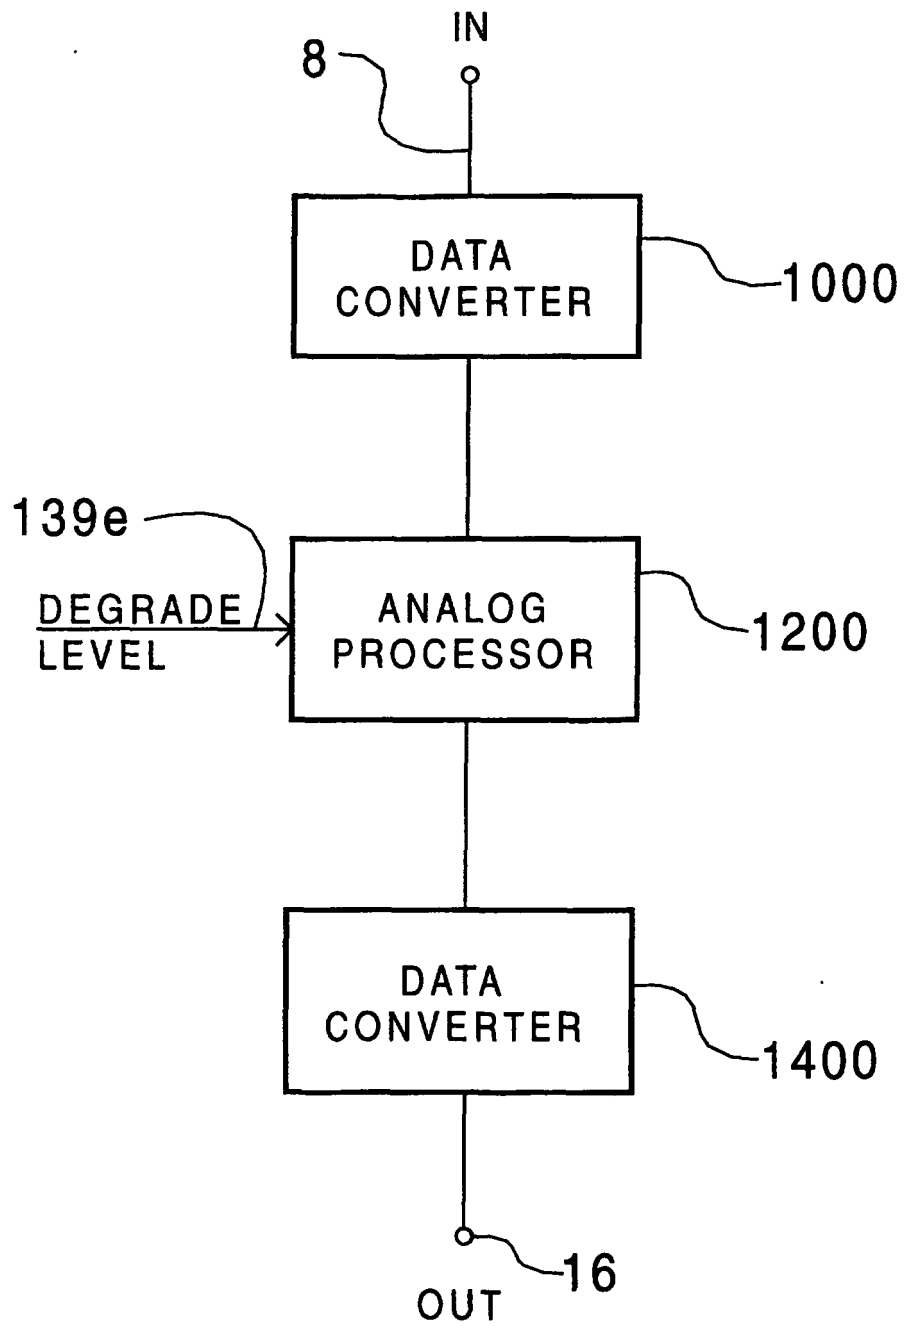 IN
8
DATA
CONVERTER
1000
139e
DEGRADE
LEVEL
ANALOG
PROCESSOR
1200
DATA
CONVERTER
1400
16
OUT